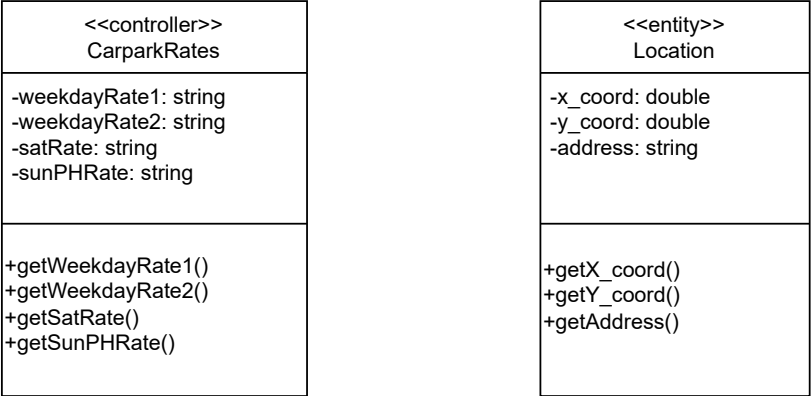 <<controller>>
CarparkRates
-weekdayRate1: string
-weekdayRate2: string
-satRate: string
-sunPHRate: string
+getWeekdayRate1()
+getWeekdayRate2()
+getSatRate()
+getSunPHRate()
<<entity>>
Location
-x_coord: double
-y_coord: double
-address: string
+getX_coord()
+getY_coord()
+getAddress()